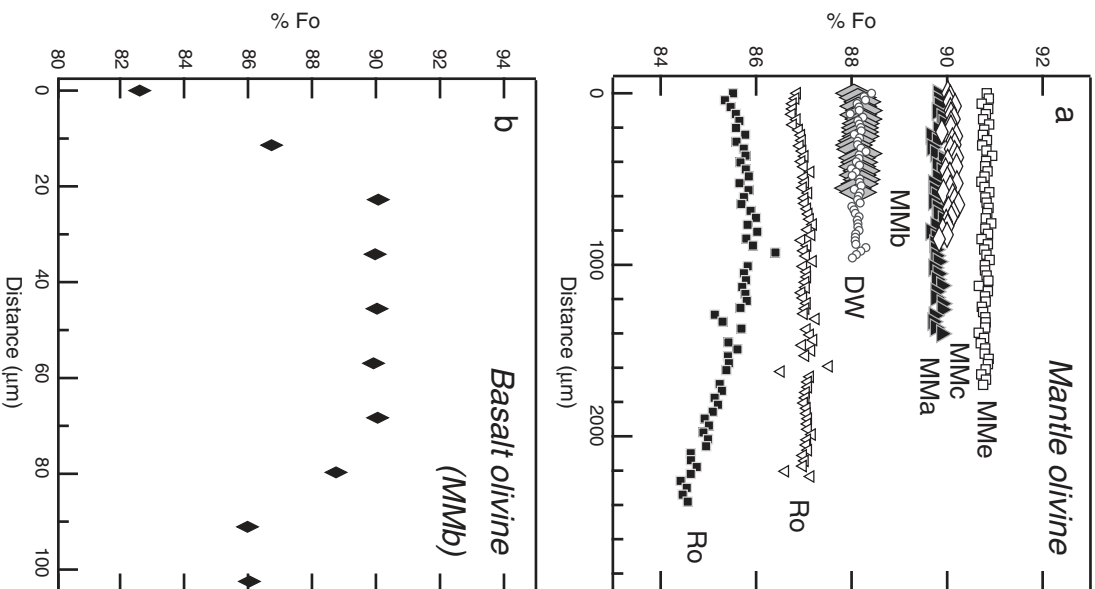 a
Mantle olivine
% Fo
92
90
88
86
84
MMe
MMc
MMa
MMb
DW
Ro
Ro
0
1000
2000
Distance (μm)
b
Basalt olivine
(MMb)
% Fo
94
92
90
88
86
84
82
80
0
20
40
60
80
100
Distance (μm)